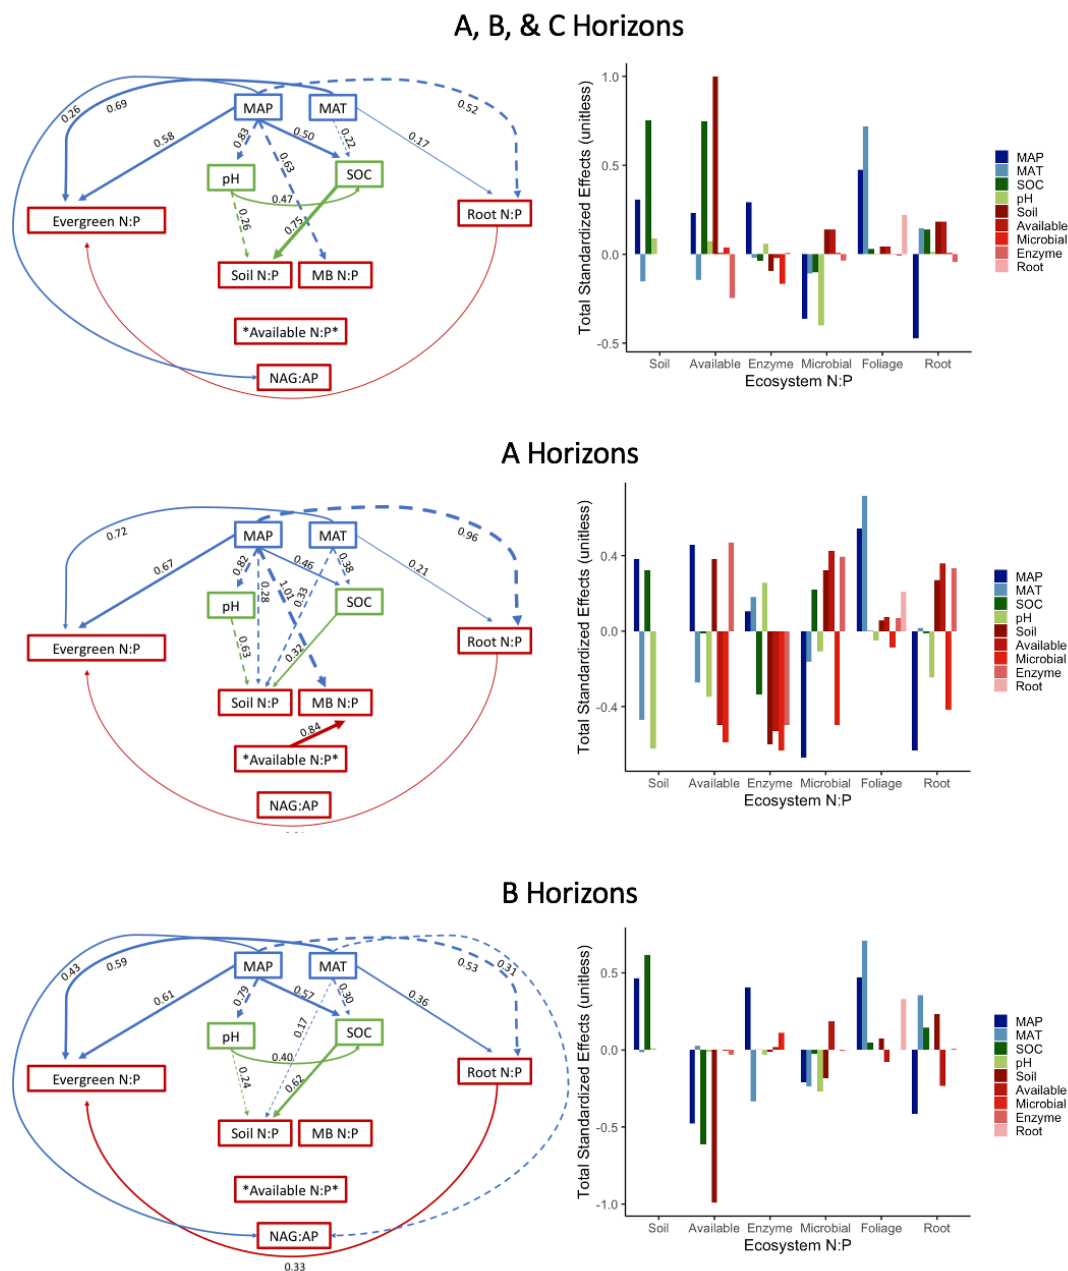 A, B, & C Horizons
0.26
0.69
MAP
MAT
0.52
0.58
0.83
0.63
0.50
0.22
0.17
pH
SOC
0.47
0.26
0.75
Evergreen N:P
Root N:P
Soil N:P
MB N:P
*Available N:P*
NAG:AP
Total Standardized Effects (unitless)
1.0
0.5
0.0
-0.5
Soil
Available
Enzyme
Microbial
Foliage
Root
Ecosystem N:P
MAP
MAT
SOC
pH
Soil
Available
Microbial
Enzyme
Root
A Horizons
0.72
MAP
MAT
0.96
0.67
0.82
0.28
1.01
0.33
0.46
0.38
0.21
pH
SOC
0.63
0.32
Evergreen N:P
Root N:P
Soil N:P
MB N:P
0.84
*Available N:P*
NAG:AP
Total Standardized Effects (unitless)
0.4
0.0
-0.4
Soil
Available
Enzyme
Microbial
Foliage
Root
Ecosystem N:P
MAP
MAT
SOC
pH
Soil
Available
Microbial
Enzyme
Root
B Horizons
0.43
0.59
MAP
MAT
0.53
0.31
0.61
0.79
0.57
0.30
0.36
0.17
pH
SOC
0.40
0.24
0.62
Evergreen N:P
Root N:P
Soil N:P
MB N:P
*Available N:P*
NAG:AP
0.33
Total Standardized Effects (unitless)
0.5
0.0
-0.5
-1.0
Soil
Available
Enzyme
Microbial
Foliage
Root
Ecosystem N:P
MAP
MAT
SOC
pH
Soil
Available
Microbial
Enzyme
Root